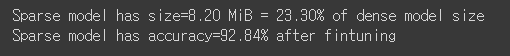 Sparse model has size=8.20 MiB = 23.30% of dense model size
Sparse model has accuracy=92.84% after fintuning